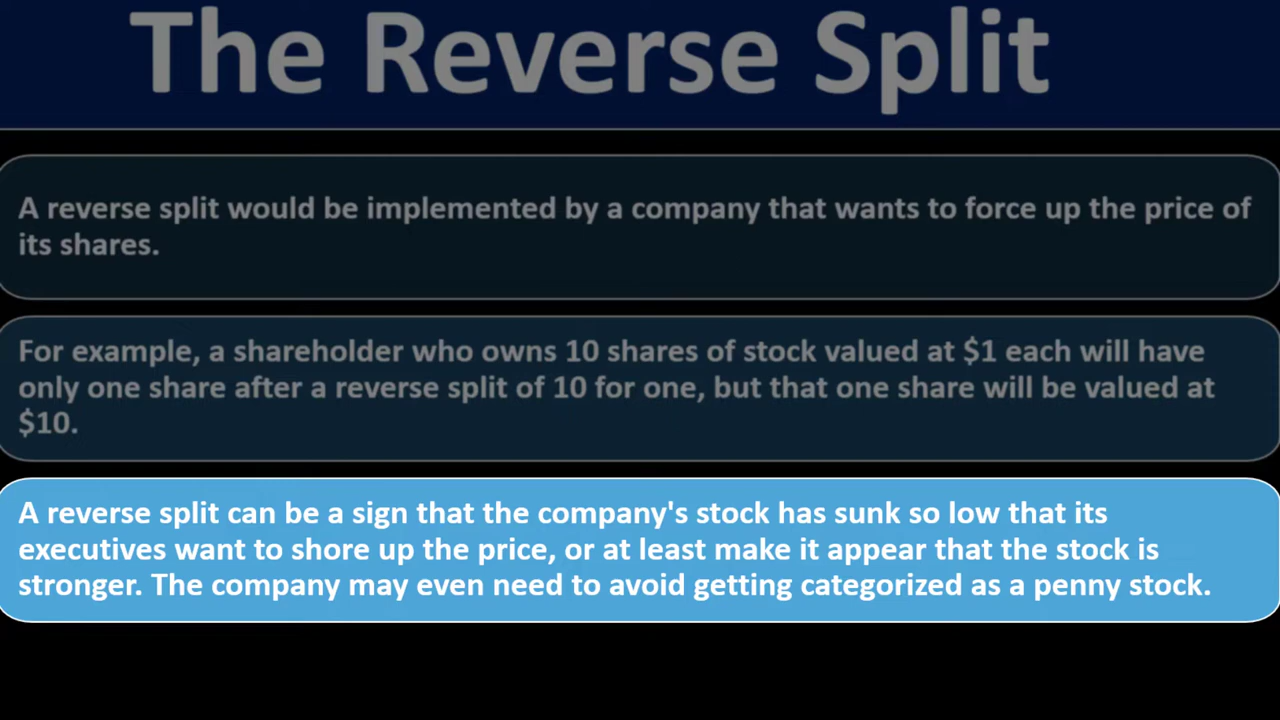 The Reverse Split
A reverse split would be implemented by a company that wants to force up the price of
its shares.
For example, a shareholder who owns 10 shares of stock valued at $1 each will have
only one share after a reverse split of 10 for one, but that one share will be valued at
$10.
A reverse split can be a sign that the company's stock has sunk so low that its
executives want to shore up the price, or at least make it appear that the stock is
stronger. The company may even need to avoid getting categorized as a penny stock.